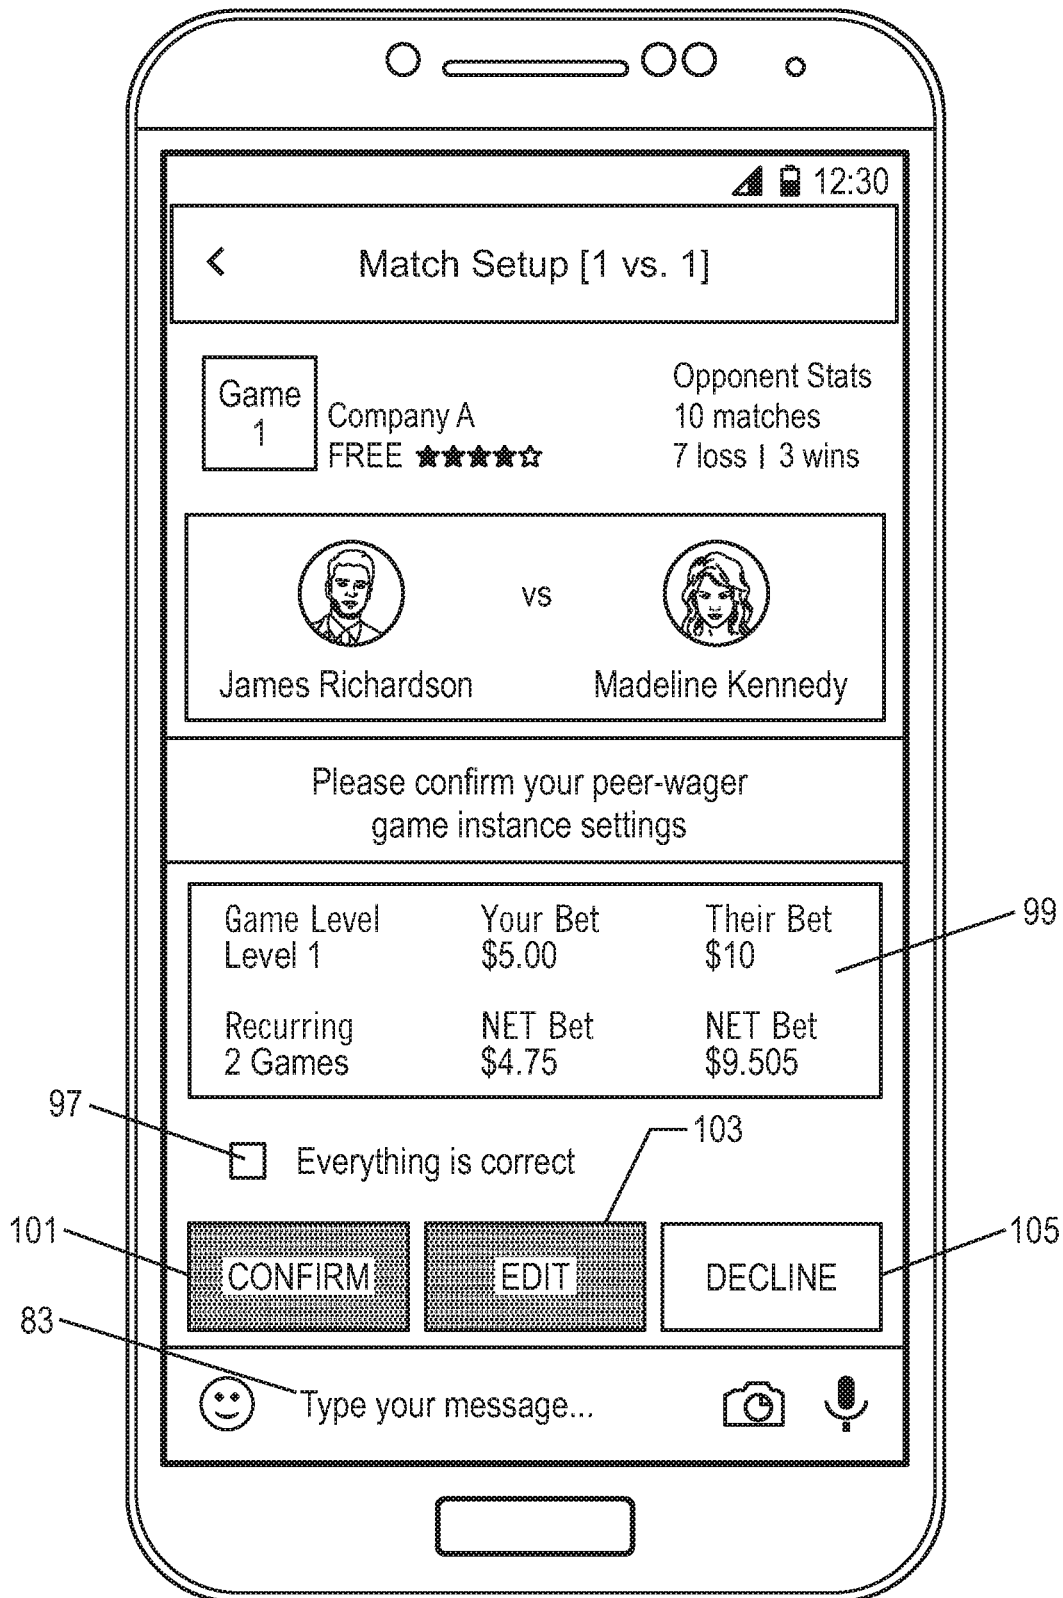 12:30
< Match Setup [1 vs. 1]
Game
1
Company A
FREE
Opponent Stats
10 matches
7 loss | 3 wins
vs
James Richardson
Madeline Kennedy
Please confirm your peer-wager
game instance settings
Game Level
Level 1
Your Bet
$5.00
Their Bet
$10
99
Recurring
2 Games
NET Bet
$4.75
NET Bet
$9.505
97
103
Everything is correct
101
CONFIRM
EDIT
DECLINE
105
83
Type your message...